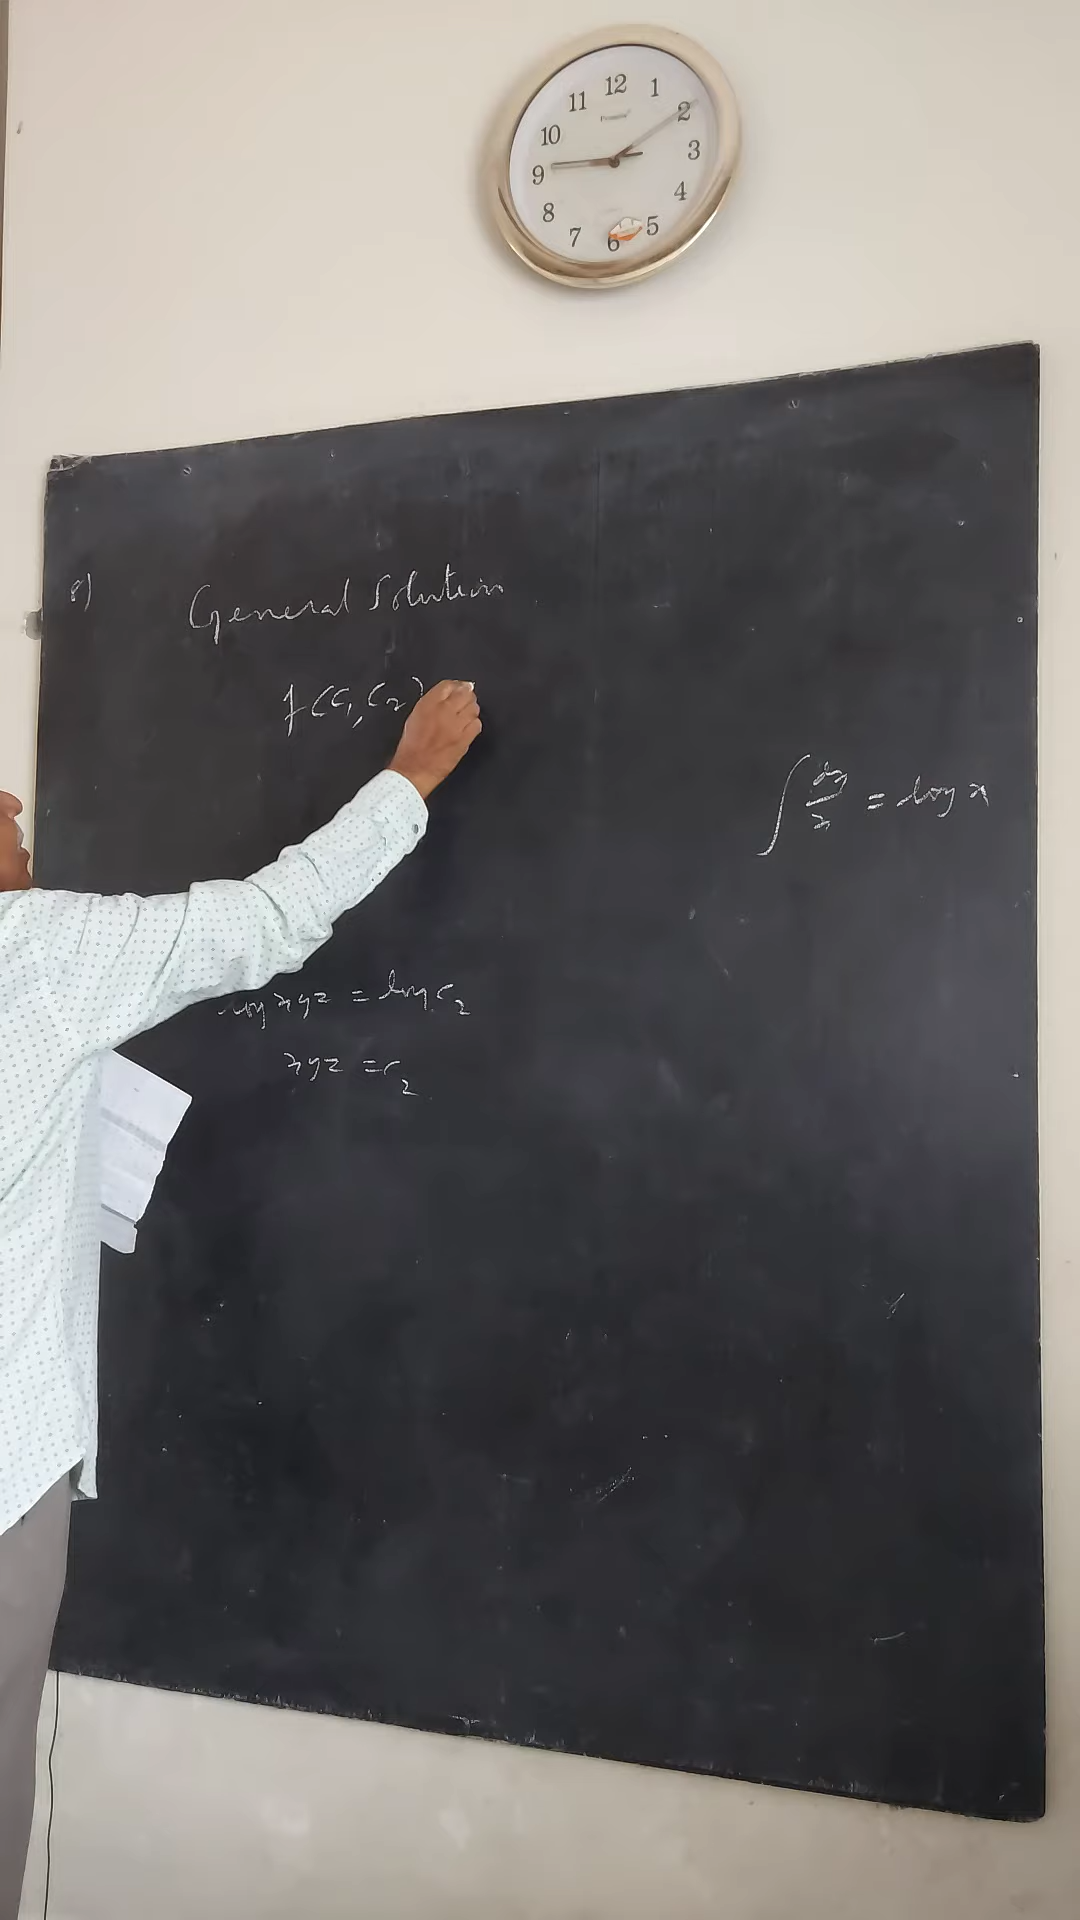 12
1
2
3
4
5
6
7
8
9
10
11
8)
General Solution
f(c1, c2)
∫ dx/x = log x
log xyz = log c2
xyz = c2